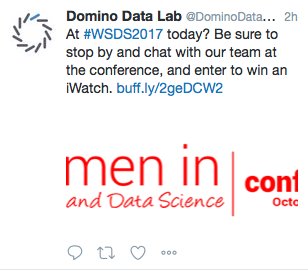 Domino Data Lab @DominoData... 2h
At #WSDS2017 today? Be sure to
stop by and chat with our team at
the conference, and enter to win an
iWatch. buff.ly/2geDCW2
men in
and Data Science
conf
Octo